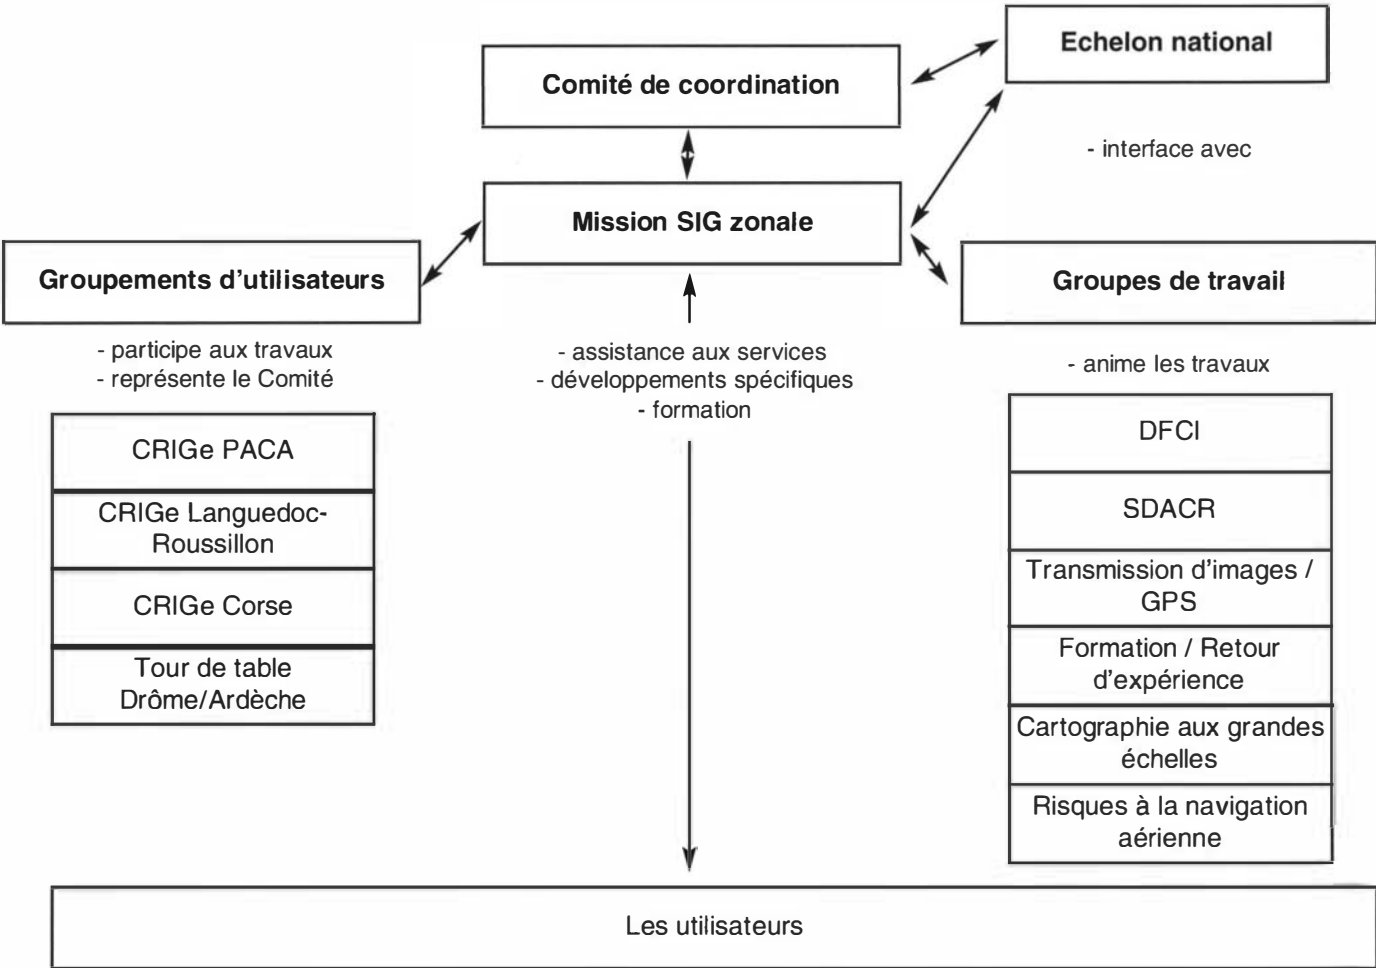 Echelon national
Comité de coordination
- interface avec
Mission SIG zonale
Groupements d'utilisateurs
Groupes de travail
- participe aux travaux
- représente le Comité
- assistance aux services
- développements spécifiques
- formation
- anime les travaux
CRIGe PACA
CRIGe Languedoc-
Roussillon
CRIGe Corse
Tour de table
Drôme/Ardèche
DFCI
SDACR
Transmission d'images /
GPS
Formation / Retour
d'expérience
Cartographie aux grandes
échelles
Risques à la navigation
aérienne
Les utilisateurs